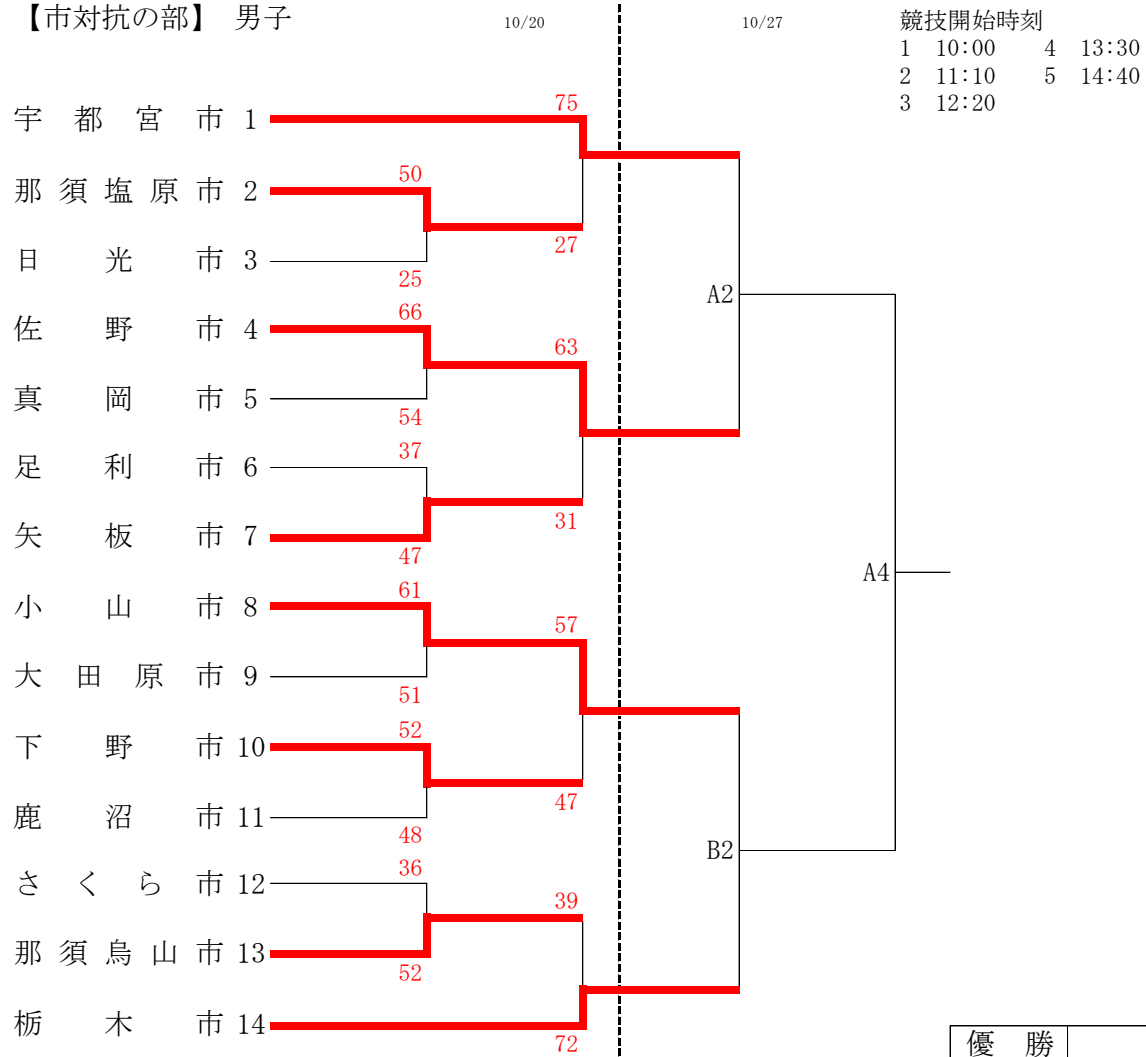 【市対抗の部】 男子 10/20 10/27 競技開始時刻
1 10:00 4 13:30
2 11:10 5 14:40
3 12:20
75
宇都宮市 1
50
那須塩原市 2
27
日光市 3
25
A2
66
佐野市 4
63
真岡市 5
54
37
足利市 6
31
矢板市 7
47
A4
61
小山市 8
57
大田原市 9
51
52
下野市 10
47
鹿沼市 11
48
B2
36
さくら市 12
39
那須烏山市 13
52
栃木市 14
72
優勝